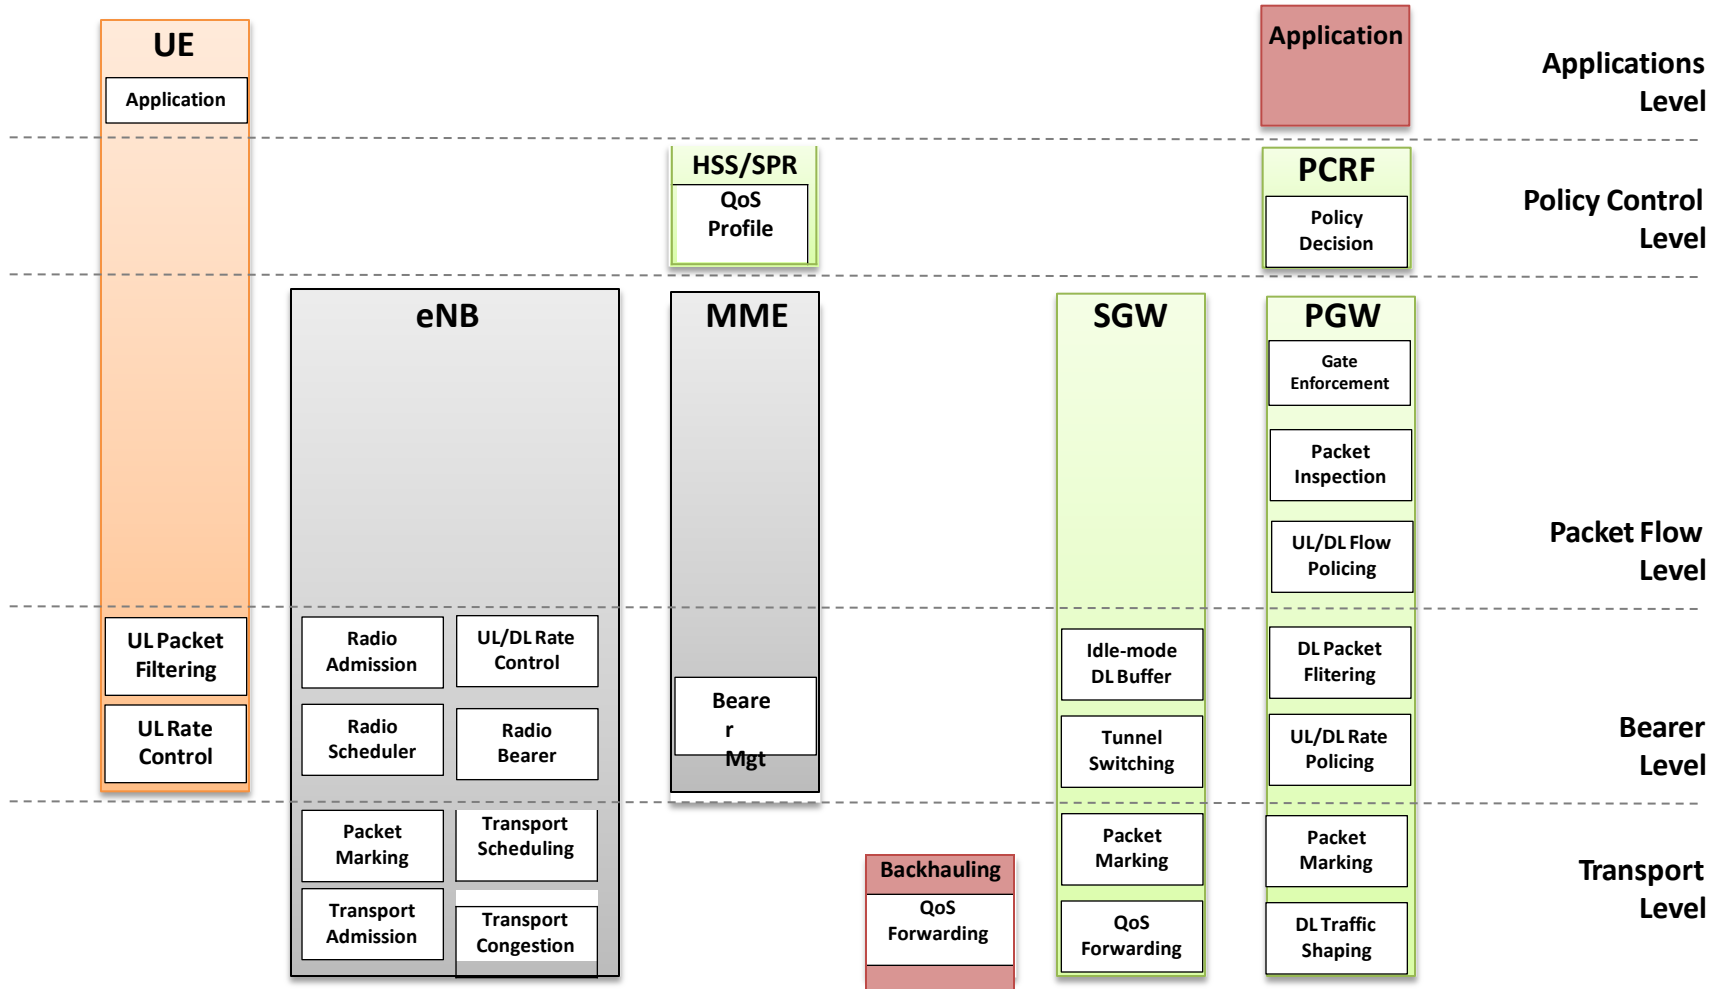 UE
Application
Application
Applications
Level
HSS/SPR
QoS
Profile
PCRF
Policy
Decision
Policy Control
Level
eNB
MME
SGW
PGW
Gate
Enforcement
Packet
Inspection
UL/DL Flow
Policing
Packet Flow
Level
UL Packet
Filtering
UL Rate
Control
Radio
Admission
UL/DL Rate
Control
Radio
Scheduler
Radio
Bearer
Beare
r
Mgt
Idle-mode
DL Buffer
Tunnel
Switching
DL Packet
Flitering
UL/DL Rate
Policing
Bearer
Level
Packet
Marking
Transport
Scheduling
Transport
Admission
Transport
Congestion
Backhauling
QoS
Forwarding
Packet
Marking
QoS
Forwarding
Packet
Marking
DL Traffic
Shaping
Transport
Level